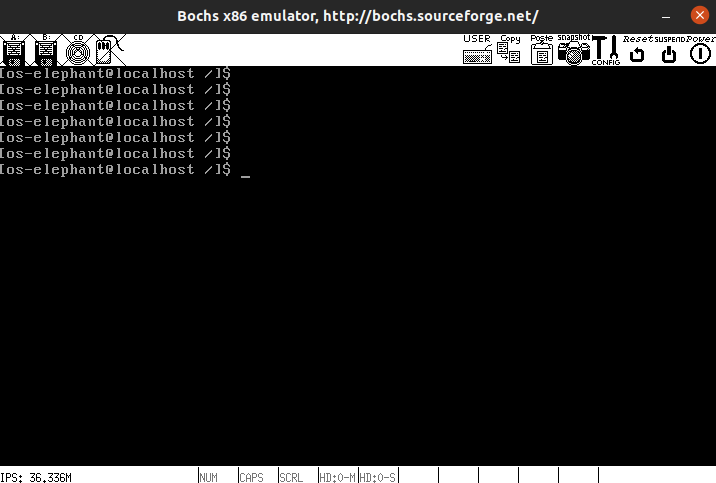 Bochs x86 emulator, http://bochs.sourceforge.net/
A: B: CD USER Copy Poste snapshot CONFIG Reset SUSPEND Power
[os-elephant@localhost /]$
[os-elephant@localhost /]$
[os-elephant@localhost /]$
[os-elephant@localhost /]$
[os-elephant@localhost /]$
[os-elephant@localhost /]$
[os-elephant@localhost /]$ _
IPS: 36.336M NUM CAPS SCRL HD:0-M HD:0-S